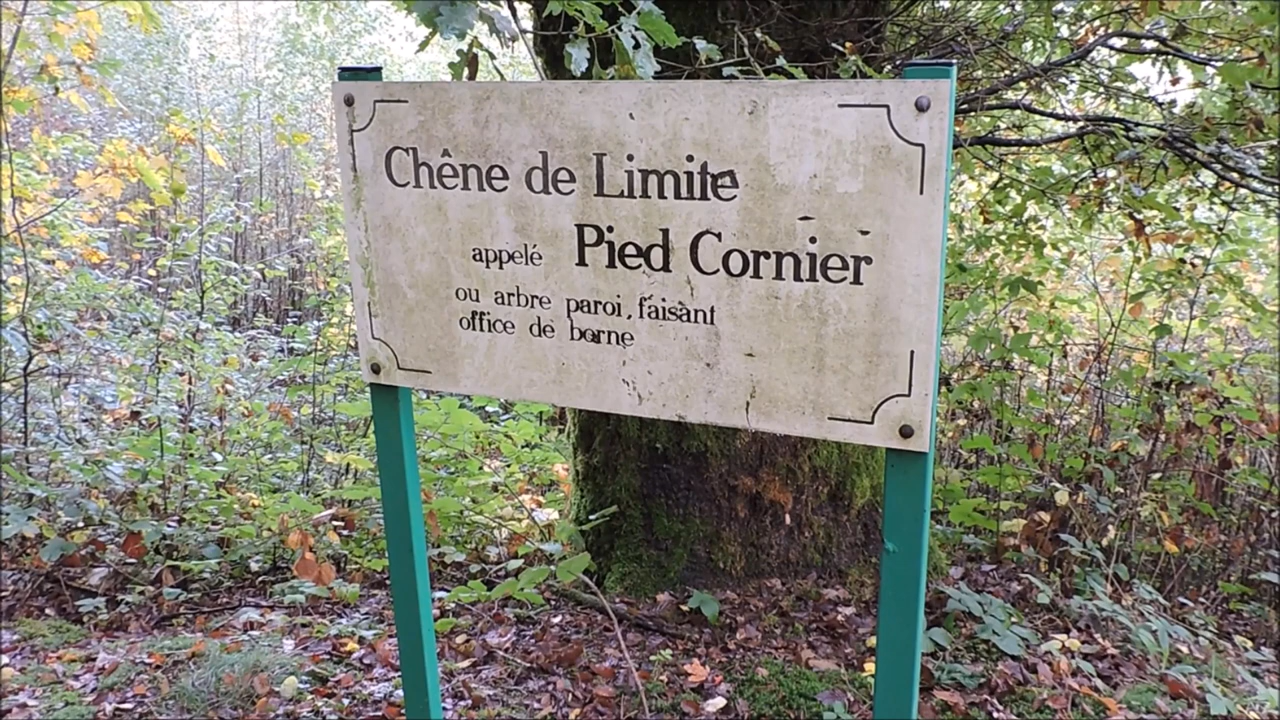 Chêne de Limite
appelé Pied Cornier
ou arbre paroi, faisant
office de borne